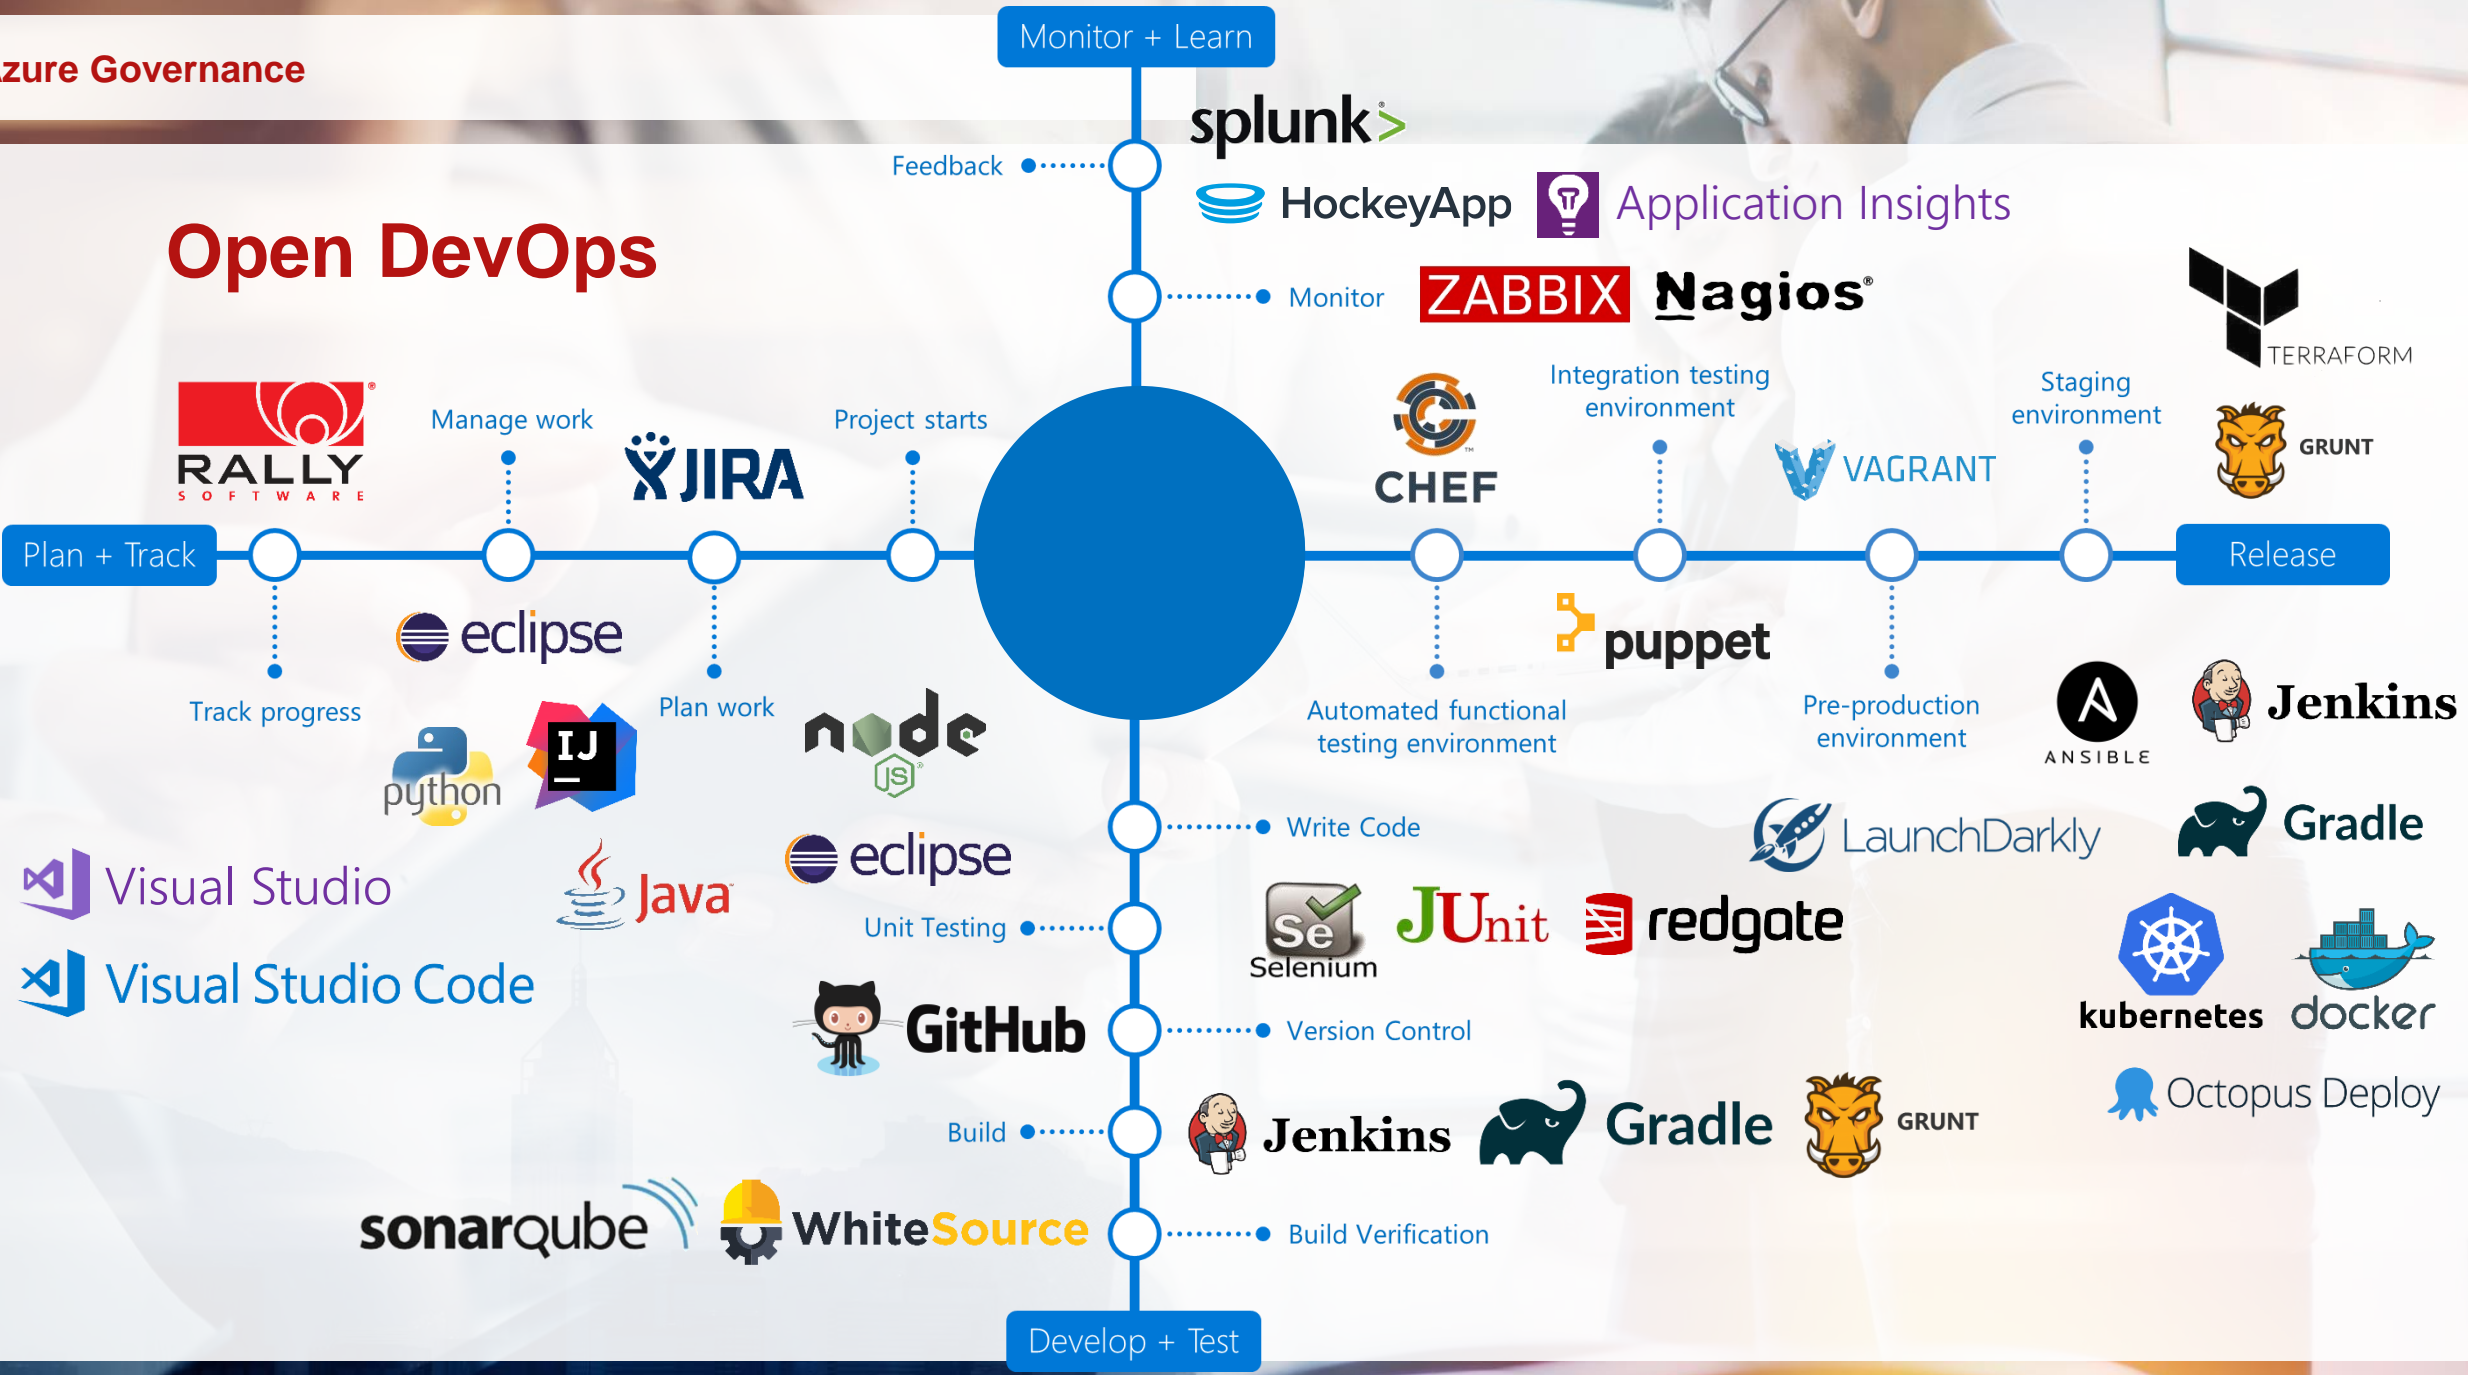 Monitor + Learn
zure Governance
splunk>
Feedback
HockeyApp
Application Insights
Open DevOps
Monitor
ZABBIX
Nagios®
TERRAFORM
RALLY
SOFTWARE
Manage work
JIRA
Project starts
CHEF
Integration testing
environment
VAGRANT
Staging
environment
GRUNT
Plan + Track
Release
eclipse
puppet
Track progress
Plan work
Automated functional
testing environment
Pre-production
environment
ANSIBLE
Jenkins
python
IJ
node
JS
Write Code
LaunchDarkly
Gradle
Visual Studio
Java
eclipse
Unit Testing
Se
Selenium
JUnit
redgate
Visual Studio Code
GitHub
Version Control
kubernetes
docker
Octopus Deploy
Build
Jenkins
Gradle
GRUNT
sonarqube
WhiteSource
Build Verification
Develop + Test